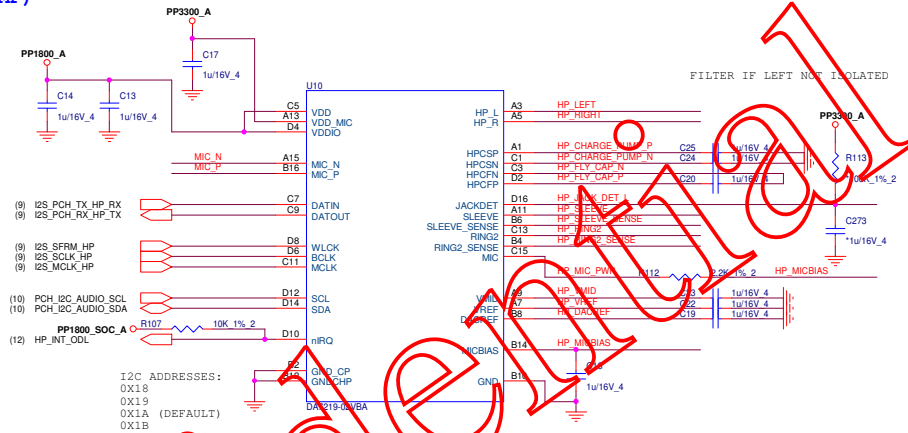 PP3300_A
PP1800_A
C17
1u/16V_4
C14
1u/16V_4
C13
1u/16V_4
U10
FILTER IF LEFT NOT ISOLATED
C5
VDD
A13
VDD_MIC
D4
VDDIO
MIC_N
A15
MIC_N
MIC_P
B16
MIC_P
(9) I2S_PCH_TX_HP_RX
C7
DATIN
(9) I2S_PCH_RX_HP_TX
C9
DATOUT
(9) I2S_SFRM_HP
D8
WLCK
(9) I2S_SCLK_HP
D6
BCLK
(9) I2S_MCLK_HP
C11
MCLK
(10) PCH_I2C_AUDIO_SCL
D12
SCL
(10) PCH_I2C_AUDIO_SDA
D14
SDA
PP1800_SOC_A
R107
10K_1%_2
(12) HP_INT_ODL
D10
nIRQ
GND_CP
GNDCHP
HP_L
A3
HP_LEFT
HP_R
A5
HP_RIGHT
HPCSP
A1
HP_CHARGE_PUMP_P
C25
1u/16V_4
HPCSN
C1
HP_CHARGE_PUMP_N
C24
1u/16V_4
HPCFN
C3
HP_FLY_CAP_N
HPCFP
D2
HP_FLY_CAP_P
C20
1u/16V_4
JACKDET
D16
SLEEVE
A11
SLEEVE_SENSE
B6
HP_SLEEVE_SENSE
RING2
C13
HP_RING2
RING2_SENSE
B4
HP_RING2_SENSE
MIC
C15
HP_MIC_PWR
R112
2.2K_1%_2
HP_MICBIAS
A9
HP_VMID
1u/16V_4
A7
HP_VREF
C22
1u/16V_4
DACREF
B8
C19
1u/16V_4
MICBIAS
B14
HP_MICBIAS
1u/16V_4
GND
R113
C273
*1u/16V_4
I2C ADDRESSES:
0X18
0X19
0X1A (DEFAULT)
0X1B